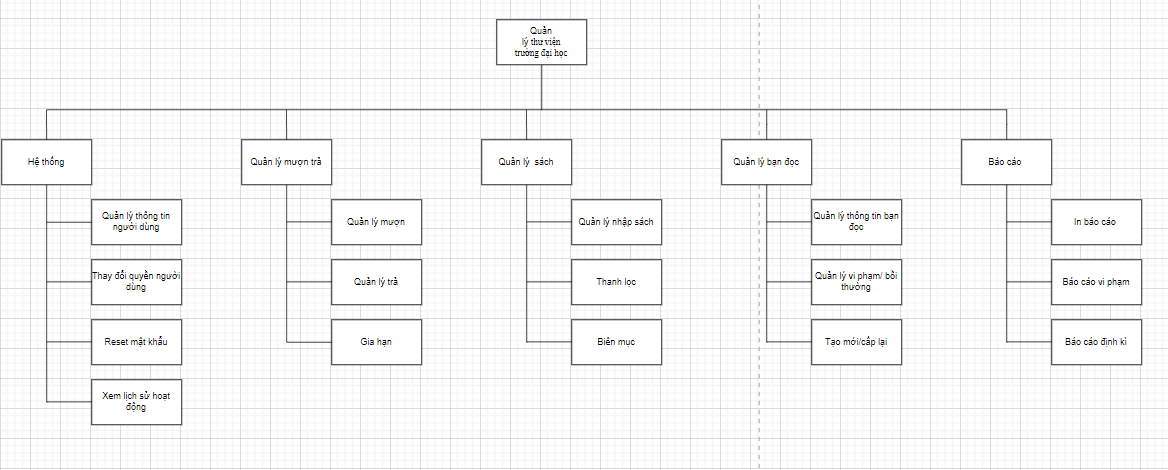 Quản
lý thư viện
trường đại học
Hệ thống
Quản lý mượn trả
Quản lý sách
Quản lý bạn đọc
Báo cáo
Quản lý thông tin
người dùng
Quản lý mượn
Quản lý nhập sách
Quản lý thông tin bạn
đọc
In báo cáo
Thay đổi quyền người
dùng
Quản lý trả
Thanh lọc
Quản lý vi phạm/ bồi
thường
Báo cáo vi phạm
Reset mật khẩu
Gia hạn
Biên mục
Tạo mới/cấp lại
Báo cáo định kì
Xem lịch sử hoạt
động